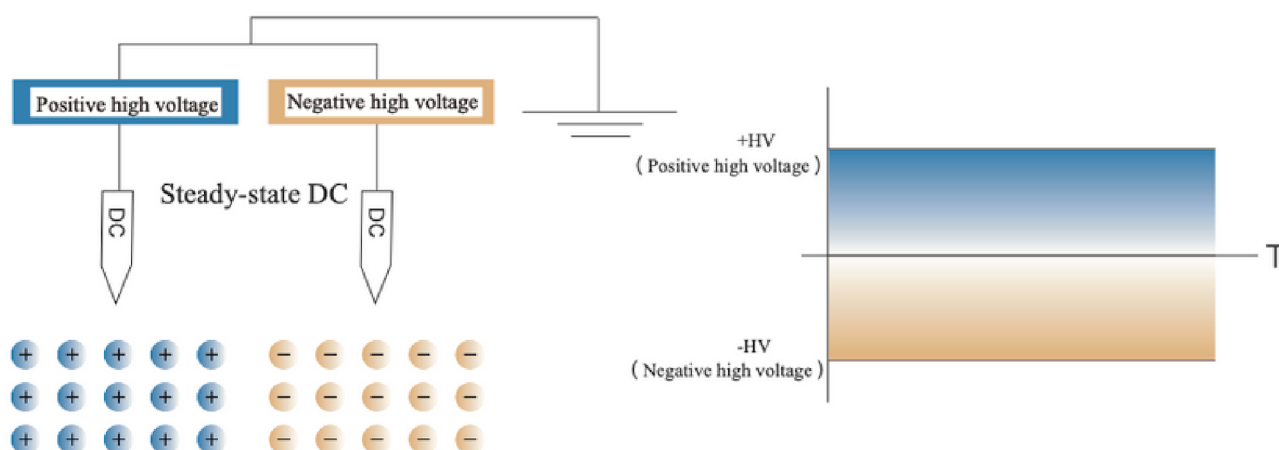 Positive high voltage
Negative high voltage
Steady-state DC
DC
DC
+ + + + +
+ + + + +
+ + + + +
− − − − −
− − − − −
− − − − −
+HV
( Positive high voltage )
T
-HV
( Negative high voltage )